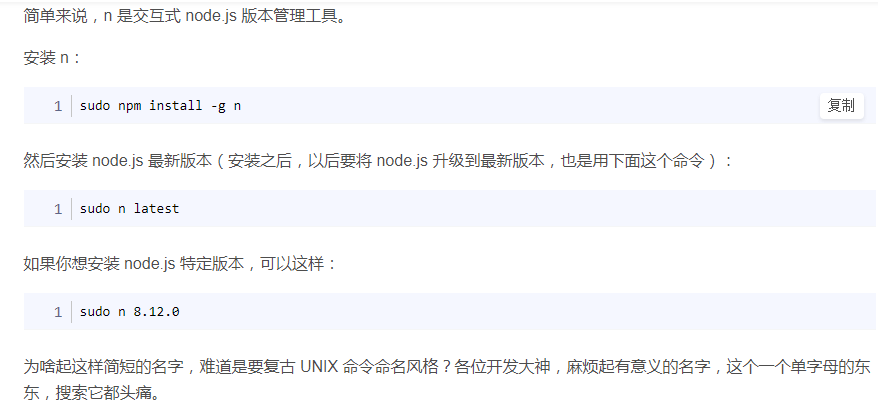 简单来说，n 是交互式 node.js 版本管理工具。
安装 n：
1 sudo npm install -g n
复制
然后安装 node.js 最新版本（安装之后，以后要将 node.js 升级到最新版本，也是用下面这个命令）：
1 sudo n latest
如果你想安装 node.js 特定版本，可以这样：
1 sudo n 8.12.0
为啥起这样简短的名字，难道是要复古 UNIX 命令命名风格？各位开发大神，麻烦起有意义的名字，这个一个单字母的东
东，搜索它都头痛。